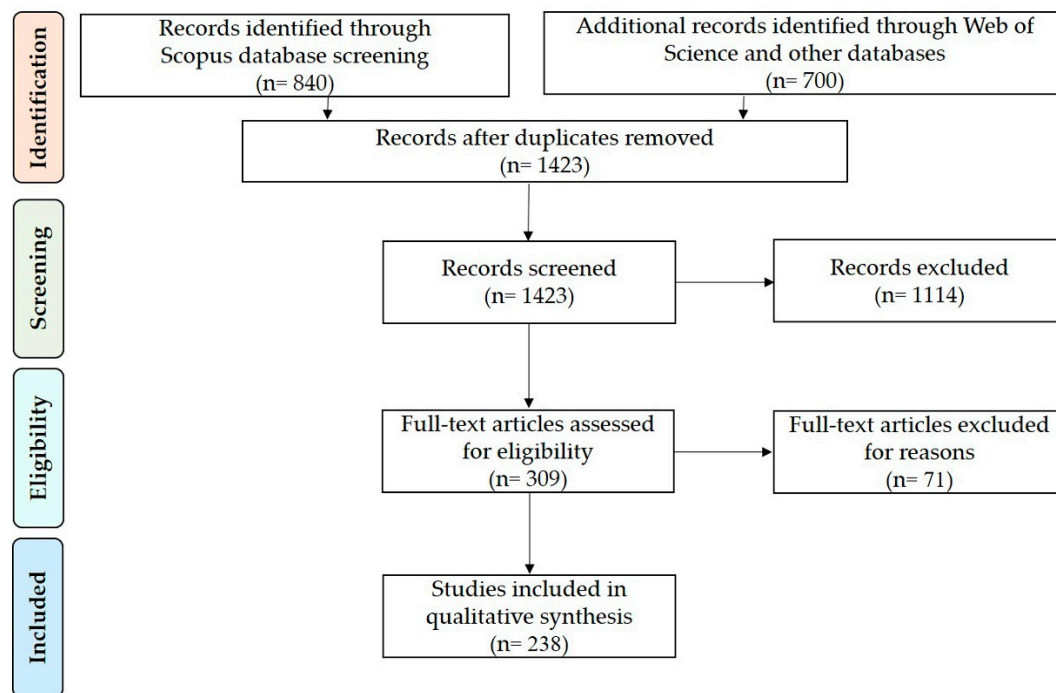 Identification
Records identified through
Scopus database screening
(n= 840)
Additional records identified through Web of
Science and other databases
(n= 700)
Records after duplicates removed
(n= 1423)
Screening
Records screened
(n= 1423)
Records excluded
(n= 1114)
Eligibility
Full-text articles assessed
for eligibility
(n= 309)
Full-text articles excluded
for reasons
(n= 71)
Included
Studies included in
qualitative synthesis
(n= 238)